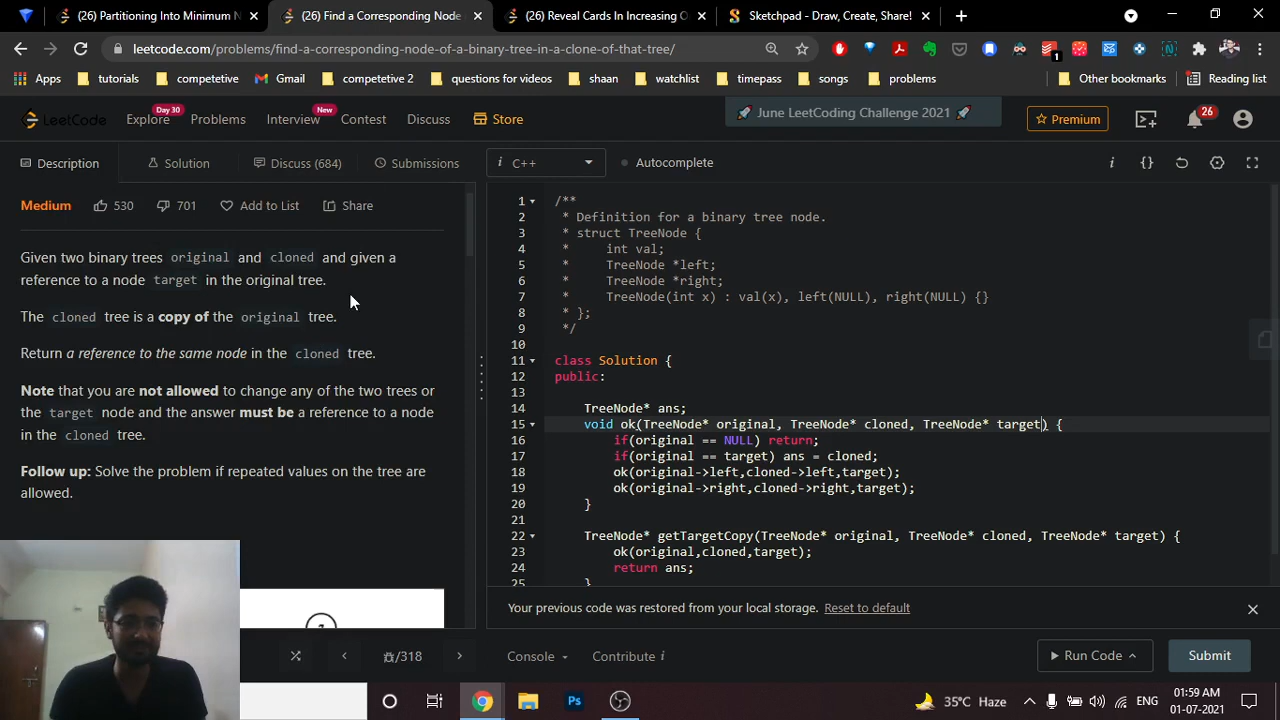 (26) Partitioning Into Minimum N
(26) Find a Corresponding Node
(26) Reveal Cards In Increasing O
Sketchpad - Draw, Create, Share!
leetcode.com/problems/find-a-corresponding-node-of-a-binary-tree-in-a-clone-of-that-tree/
1
Apps tutorials competetive Gmail competetive 2 questions for videos shaan watchlist timepass songs problems Other bookmarks Reading list
LeetCode Explore Day 30 Problems Interview New Contest Discuss Store
🚀 June LeetCoding Challenge 2021 🚀
Premium
26
Description Solution Discuss (684) Submissions
i C++ Autocomplete i {}
Medium 530 701 Add to List Share
Given two binary trees original and cloned and given a
reference to a node target in the original tree.
The cloned tree is a copy of the original tree.
Return a reference to the same node in the cloned tree.
Note that you are not allowed to change any of the two trees or
the target node and the answer must be a reference to a node
in the cloned tree.
Follow up: Solve the problem if repeated values on the tree are
allowed.
1 /**
2 * Definition for a binary tree node.
3 * struct TreeNode {
4 * int val;
5 * TreeNode *left;
6 * TreeNode *right;
7 * TreeNode(int x) : val(x), left(NULL), right(NULL) {}
8 * };
9 */
10
11 class Solution {
12 public:
13
14 TreeNode* ans;
15 void ok(TreeNode* original, TreeNode* cloned, TreeNode* target) {
16 if(original == NULL) return;
17 if(original == target) ans = cloned;
18 ok(original->left,cloned->left,target);
19 ok(original->right,cloned->right,target);
20 }
21
22 TreeNode* getTargetCopy(TreeNode* original, TreeNode* cloned, TreeNode* target) {
23 ok(original,cloned,target);
24 return ans;
25 }
Your previous code was restored from your local storage. Reset to default
/318
Console Contribute i
Run Code Submit
35°C Haze
ENG
01:59 AM
01-07-2021